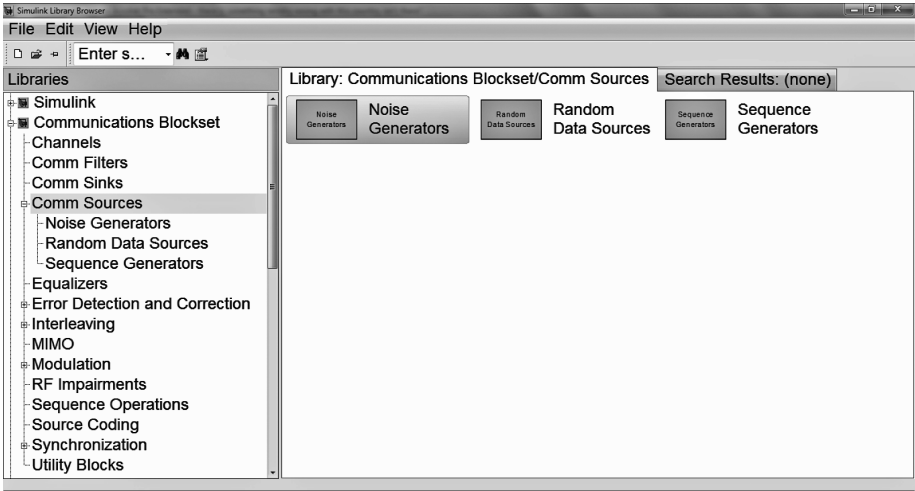 Simulink Library Browser
File Edit View Help
Enter s...
Libraries
Simulink
Communications Blockset
Channels
Comm Filters
Comm Sinks
Comm Sources
Noise Generators
Random Data Sources
Sequence Generators
Equalizers
Error Detection and Correction
Interleaving
MIMO
Modulation
RF Impairments
Sequence Operations
Source Coding
Synchronization
Utility Blocks
Library: Communications Blockset/Comm Sources
Search Results: (none)
Noise
Generators
Noise
Generators
Random
Data Sources
Random
Data Sources
Sequence
Generators
Sequence
Generators